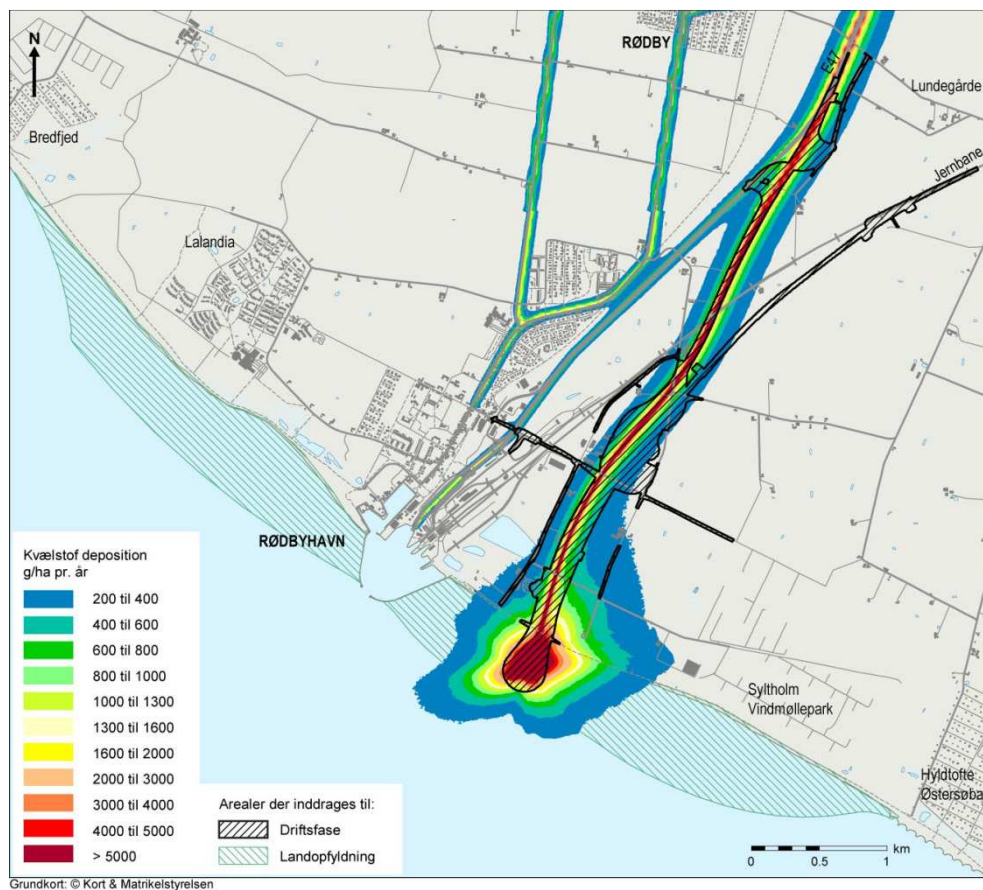 N
RØDBY
E47
Lundegårde
Bredfjed
Jernbane
Lalandia
RØDBYHAVN
Syltholm
Vindmøllepark
Hyldtofte
Østersøba
Kvælstof deposition
g/ha pr. år
200 til 400
400 til 600
600 til 800
800 til 1000
1000 til 1300
1300 til 1600
1600 til 2000
2000 til 3000
3000 til 4000
4000 til 5000
> 5000
Arealer der inddrages til:
Driftsfase
Landopfyldning
km
0 0.5 1
Grundkort: © Kort & Matrikelstyrelsen